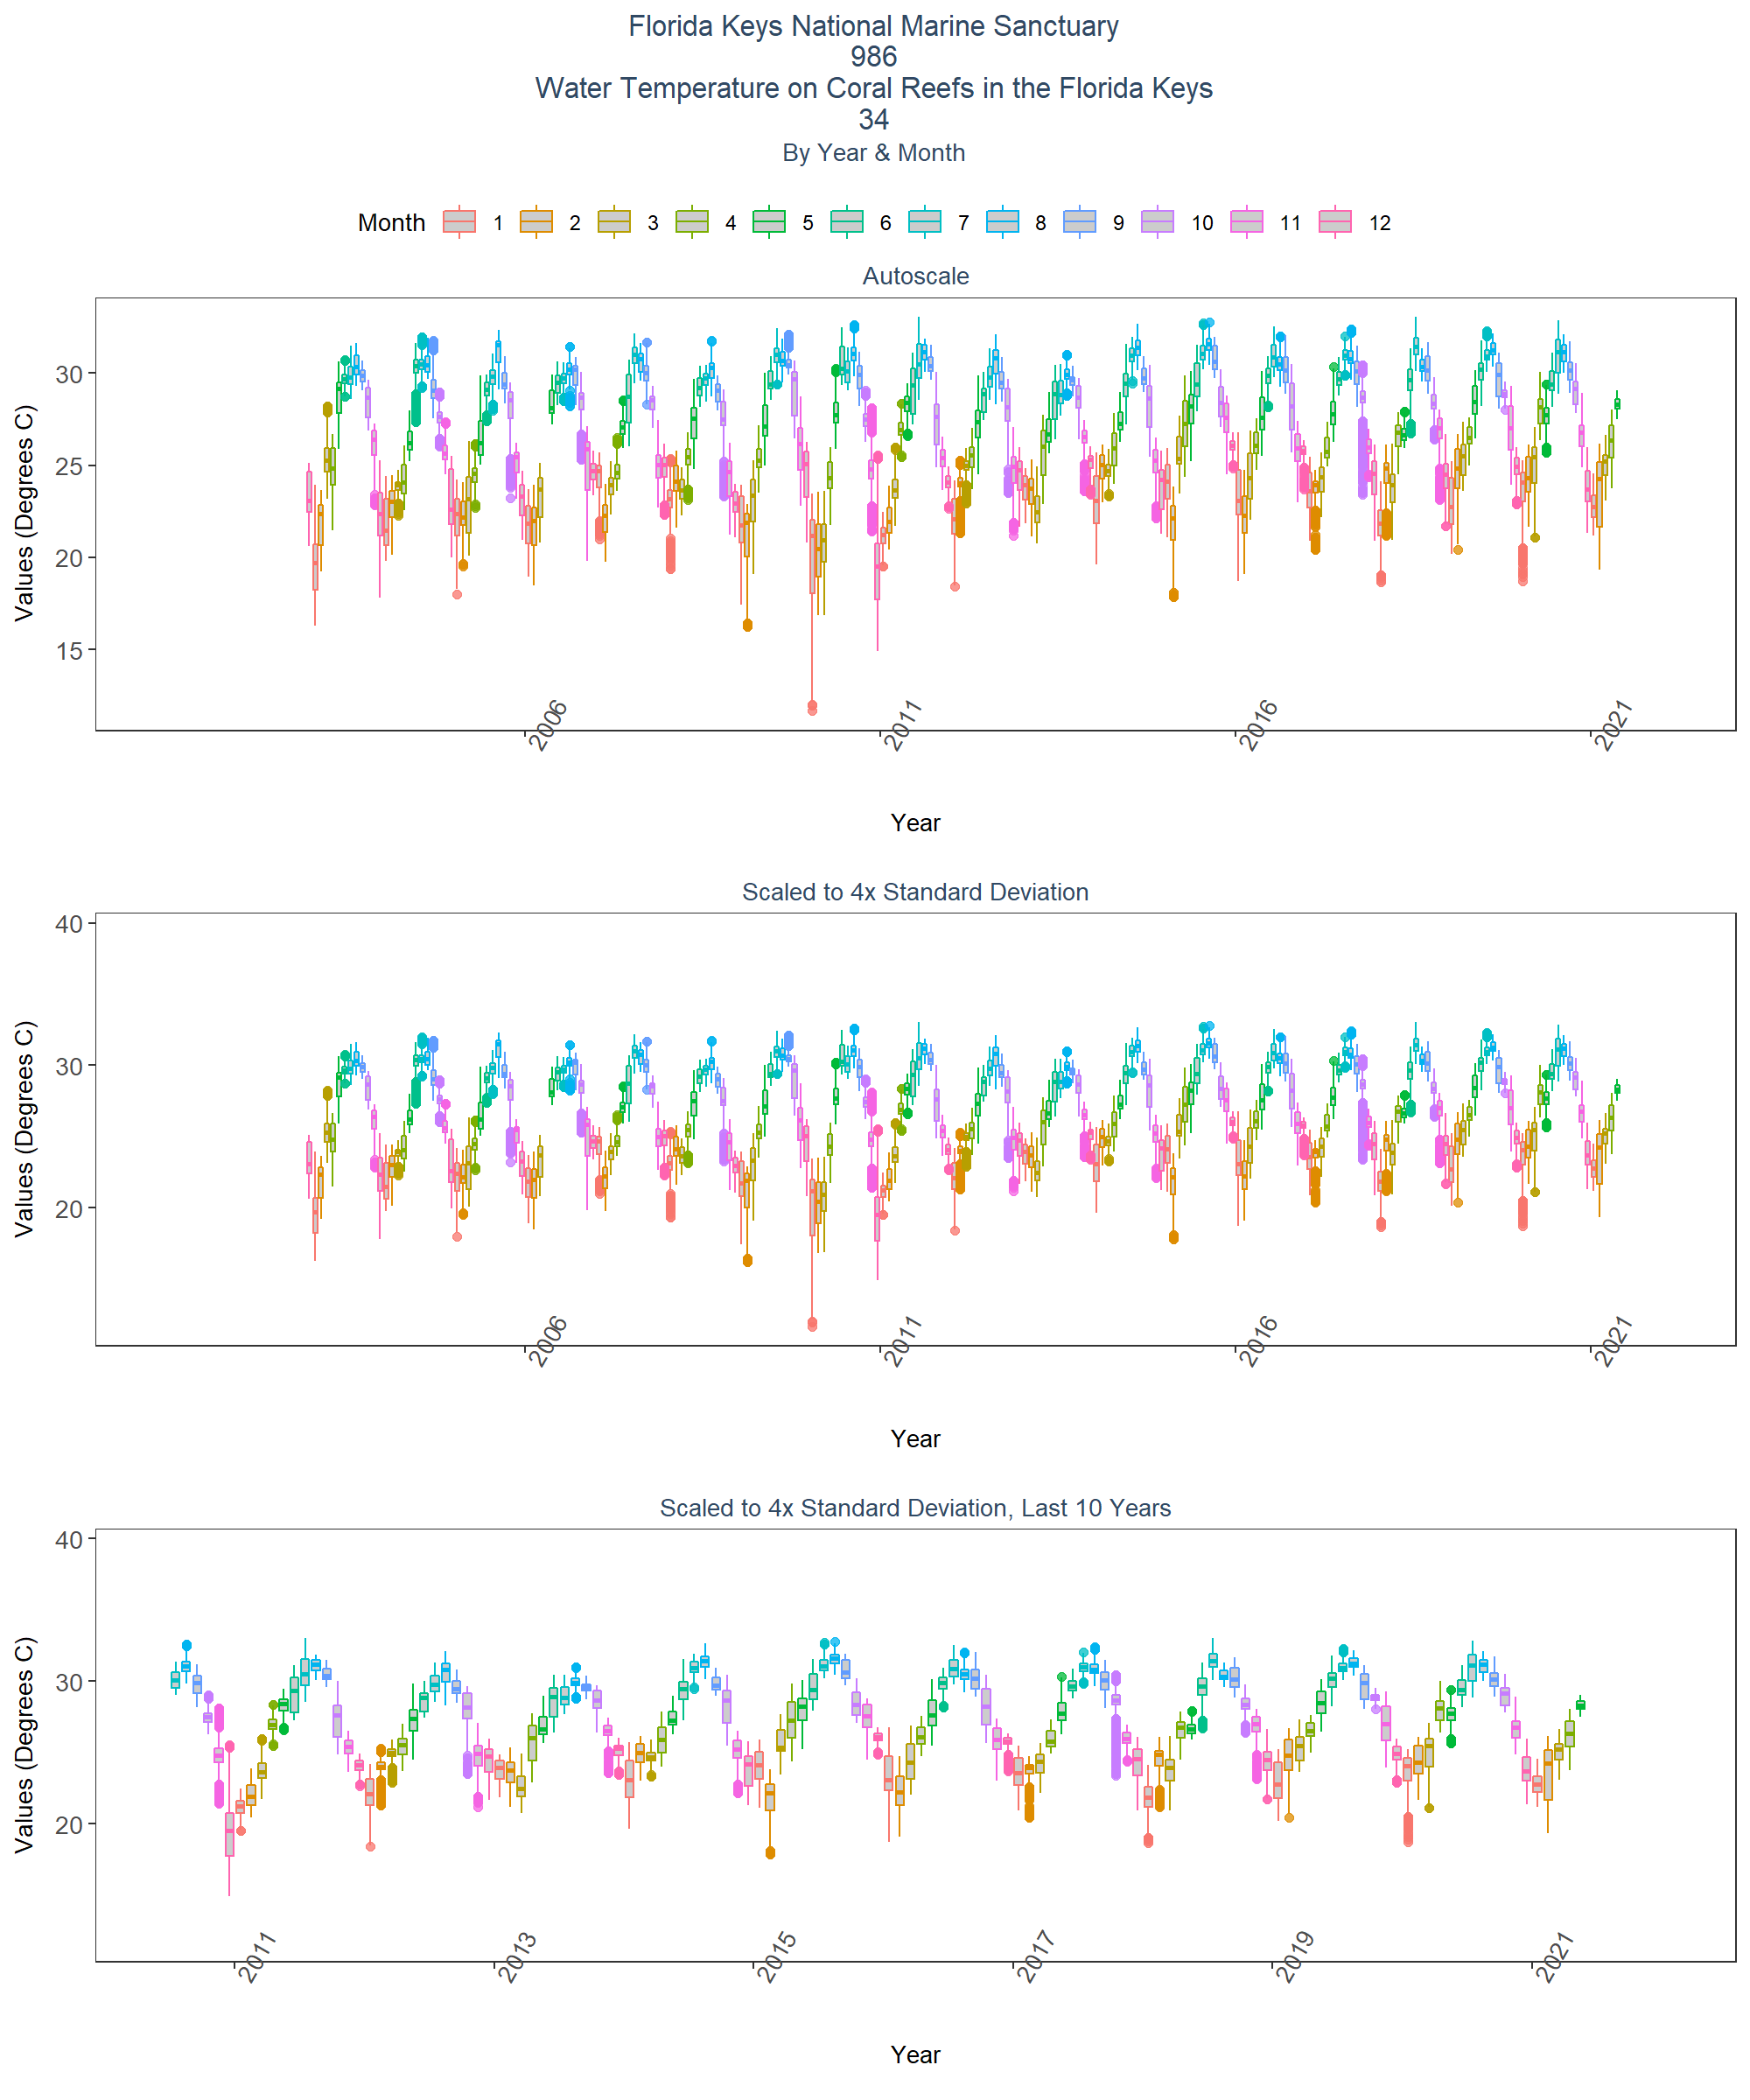 Florida Keys National Marine Sanctuary
986
Water Temperature on Coral Reefs in the Florida Keys
34
By Year & Month
Month 1 2 3 4 5 6 7 8 9 10 11 12
Autoscale
30
25
20
15
Values (Degrees C)
2006 2011 2016 2021
Year
Scaled to 4x Standard Deviation
40
30
20
Values (Degrees C)
2006 2011 2016 2021
Year
Scaled to 4x Standard Deviation, Last 10 Years
40
30
20
Values (Degrees C)
2011 2013 2015 2017 2019 2021
Year